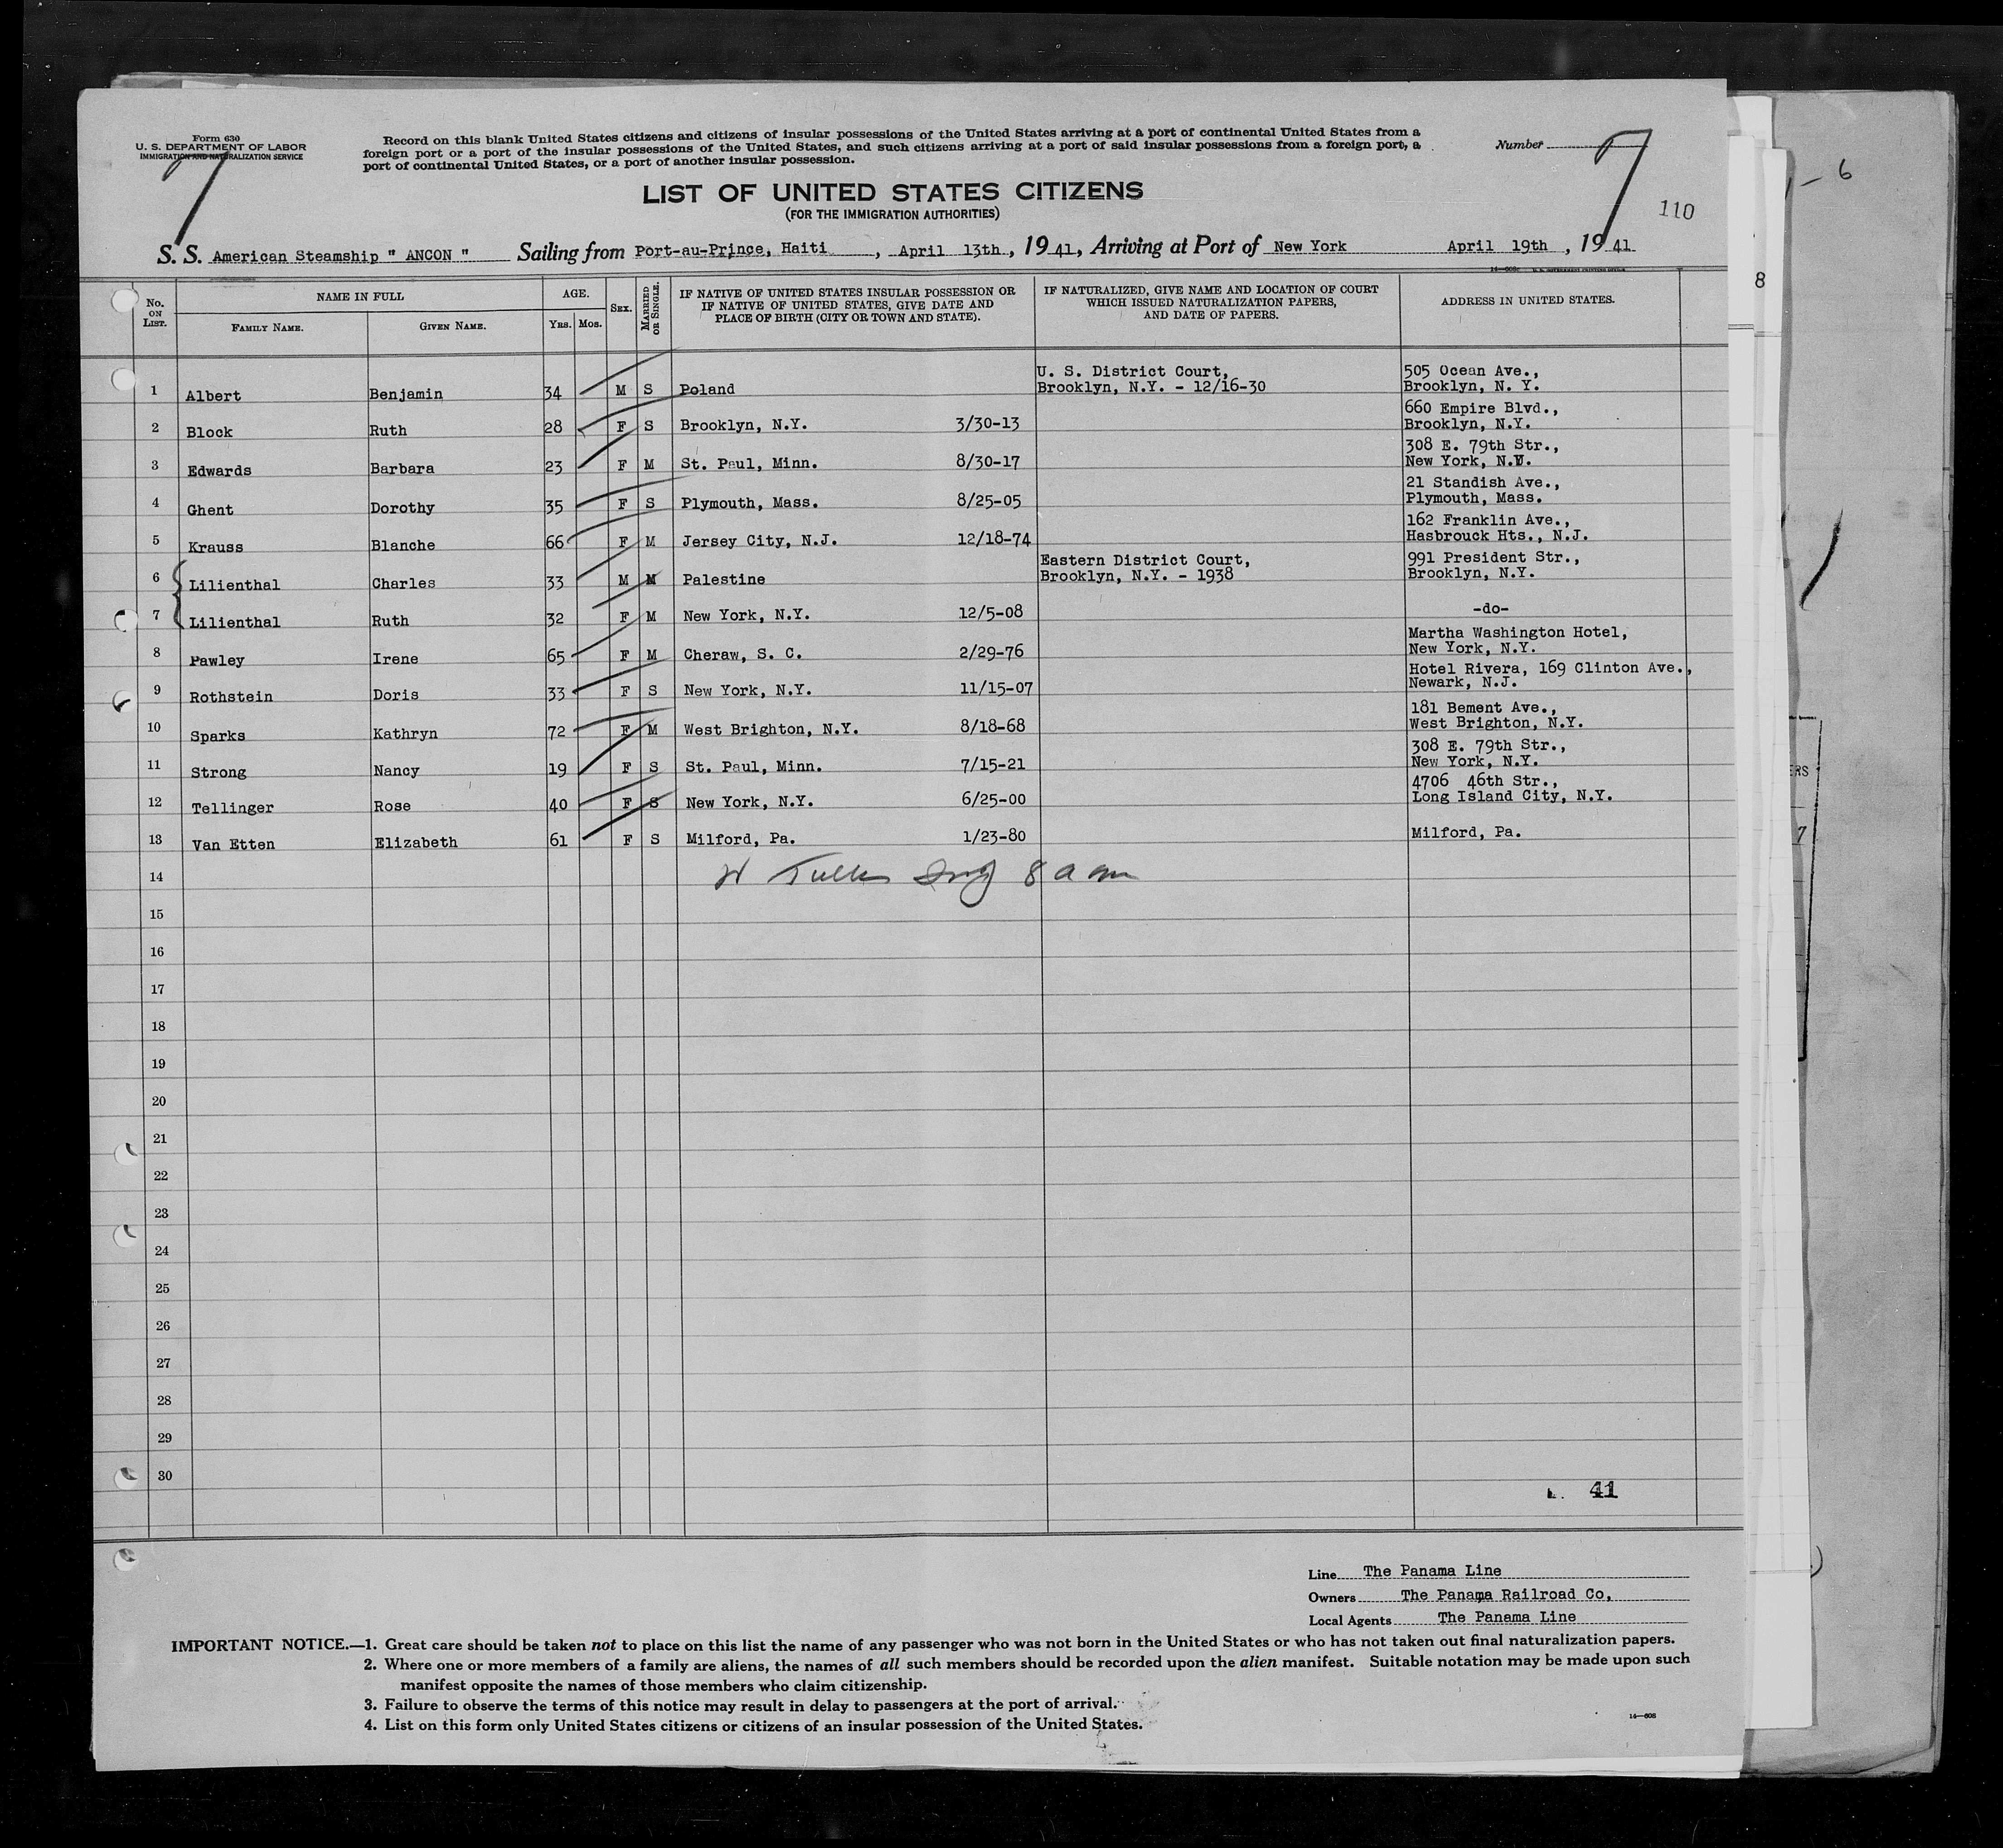 Form 630
U. S. DEPARTMENT OF LABOR
IMMIGRATION AND NATURALIZATION SERVICE
7
Record on this blank United States citizens and citizens of insular possessions of the United States arriving at a port of continental United States from a
foreign port or a port of the insular possessions of the United States, and such citizens arriving at a port of said insular possessions from a foreign port, a
port of continental United States, or a port of another insular possession.
Number
7
110
LIST OF UNITED STATES CITIZENS
(FOR THE IMMIGRATION AUTHORITIES)
S. S. American Steamship " ANCON " Sailing from Port-au-Prince, Haiti, April 13th, 1941, Arriving at Port of New York April 19th, 1941
No. ON LIST. NAME IN FULL FAMILY NAME. GIVEN NAME. AGE. YRS. MOS. SEX. MARRIED OR SINGLE.
IF NATIVE OF UNITED STATES INSULAR POSSESSION OR
IF NATIVE OF UNITED STATES, GIVE DATE AND
PLACE OF BIRTH (CITY OR TOWN AND STATE).
IF NATURALIZED, GIVE NAME AND LOCATION OF COURT
WHICH ISSUED NATURALIZATION PAPERS,
AND DATE OF PAPERS.
ADDRESS IN UNITED STATES.
1 Albert Benjamin 34 M S Poland U. S. District Court, Brooklyn, N.Y. - 12/16-30 505 Ocean Ave., Brooklyn, N. Y.
2 Block Ruth 28 F S Brooklyn, N.Y. 3/30-13 660 Empire Blvd., Brooklyn, N.Y.
3 Edwards Barbara 23 F M St. Paul, Minn. 8/30-17 308 E. 79th Str., New York, N.Y.
4 Ghent Dorothy 35 F S Plymouth, Mass. 8/25-05 21 Standish Ave., Plymouth, Mass.
5 Krauss Blanche 66 F M Jersey City, N.J. 12/18-74 162 Franklin Ave., Hasbrouck Hts., N.J.
6 Lilienthal Charles 33 M M Palestine Eastern District Court, Brooklyn, N.Y. - 1938 991 President Str., Brooklyn, N.Y.
7 Lilienthal Ruth 32 F M New York, N.Y. 12/5-08 -do-
8 Pawley Irene 65 F M Cheraw, S. C. 2/29-76 Martha Washington Hotel, New York, N.Y.
9 Rothstein Doris 33 F S New York, N.Y. 11/15-07 Hotel Rivera, 169 Clinton Ave., Newark, N.J.
10 Sparks Kathryn 72 F M West Brighton, N.Y. 8/18-68 181 Bement Ave., West Brighton, N.Y.
11 Strong Nancy 19 F S St. Paul, Minn. 7/15-21 308 E. 79th Str., New York, N.Y.
12 Tellinger Rose 40 F S New York, N.Y. 6/25-00 4706 46th Str., Long Island City, N.Y.
13 Van Etten Elizabeth 61 F S Milford, Pa. 1/23-80 Milford, Pa.
14 8 a m
15
16
17
18
19
20
21
22
23
24
25
26
27
28
29
30
41
Line The Panama Line
Owners The Panama Railroad Co,
Local Agents The Panama Line
IMPORTANT NOTICE.—1. Great care should be taken not to place on this list the name of any passenger who was not born in the United States or who has not taken out final naturalization papers.
2. Where one or more members of a family are aliens, the names of all such members should be recorded upon the alien manifest. Suitable notation may be made upon such
manifest opposite the names of those members who claim citizenship.
3. Failure to observe the terms of this notice may result in delay to passengers at the port of arrival.
4. List on this form only United States citizens or citizens of an insular possession of the United States.
14—608
6
8
7